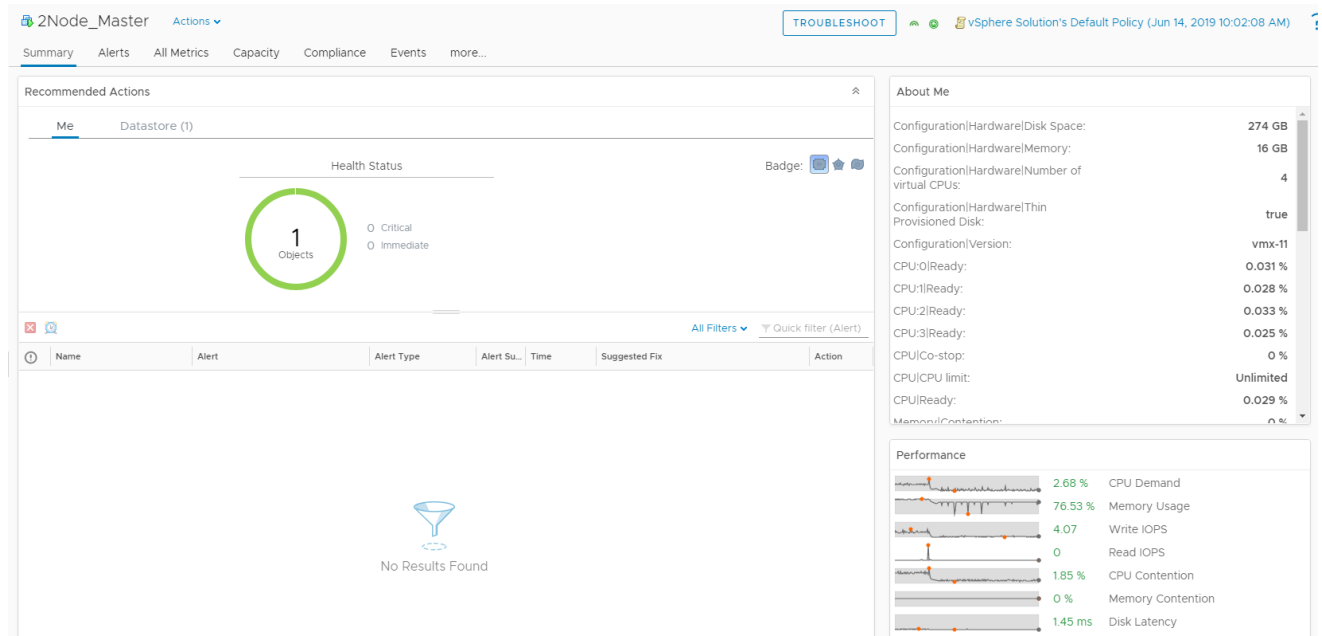 2Node_Master Actions
TROUBLESHOOT
vSphere Solution's Default Policy (Jun 14, 2019 10:02:08 AM)
?
Summary Alerts All Metrics Capacity Compliance Events more...
Recommended Actions
Me Datastore (1)
Health Status
Badge:
1
Objects
0 Critical
0 Immediate
All Filters Quick filter (Alert)
Name Alert Alert Type Alert Su... Time Suggested Fix Action
No Results Found
About Me
Configuration|Hardware|Disk Space: 274 GB
Configuration|Hardware|Memory: 16 GB
Configuration|Hardware|Number of
virtual CPUs: 4
Configuration|Hardware|Thin
Provisioned Disk: true
Configuration|Version: vmx-11
CPU:0|Ready: 0.031 %
CPU:1|Ready: 0.028 %
CPU:2|Ready: 0.033 %
CPU:3|Ready: 0.025 %
CPU|Co-stop: 0 %
CPU|CPU limit: Unlimited
CPU|Ready: 0.029 %
Memory|Contention: 0 %
Performance
2.68 % CPU Demand
76.53 % Memory Usage
4.07 Write IOPS
0 Read IOPS
1.85 % CPU Contention
0 % Memory Contention
1.45 ms Disk Latency